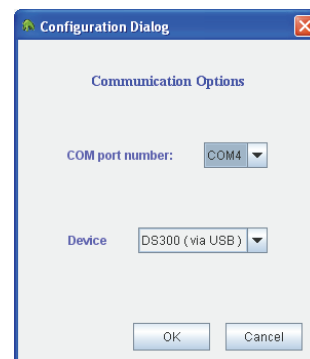 Configuration Dialog
Communication Options
COM port number: COM4
Device DS300 (via USB)
OK Cancel